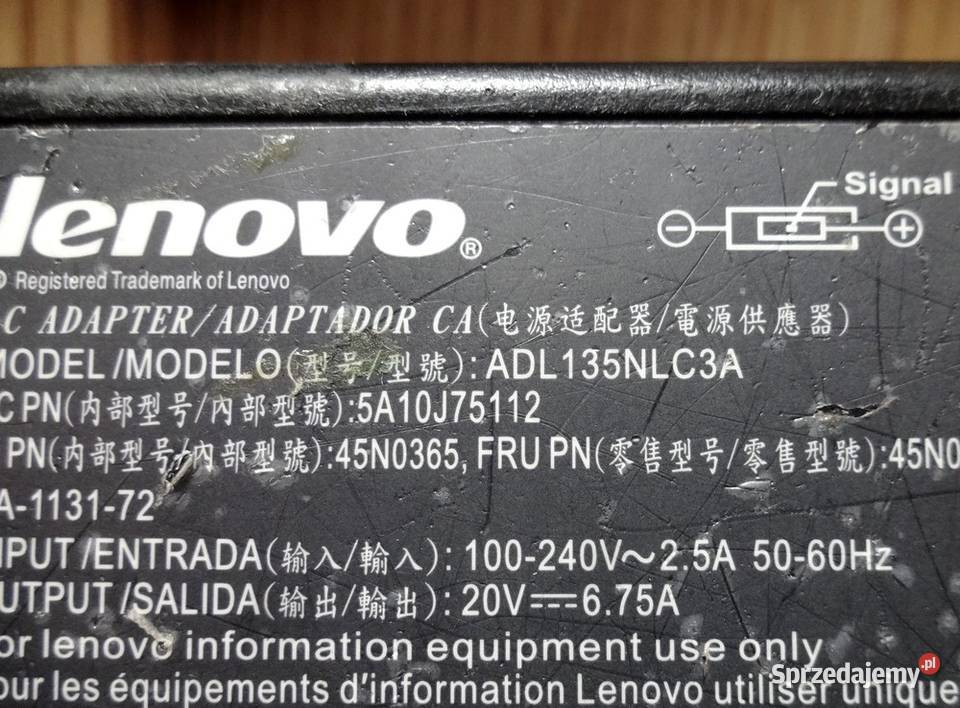 Signal
lenovo®
Registered Trademark of Lenovo
C ADAPTER/ADAPTADOR CA(电源适配器/電源供應器)
MODEL/MODELO(型号/型號): ADL135NLC3A
C PN(内部型号/內部型號):5A10J75112
PN(内部型号/內部型號):45N0365, FRU PN(零售型号/零售型號):45N0
A-1131-72
NPUT/ENTRADA(输入/輸入): 100-240V～2.5A 50-60Hz
UTPUT/SALIDA(输出/輸出): 20V⎓6.75A
or lenovo information equipment use only
our les équipements d'information Lenovo utiliser unique
Sprzedajemy.pl